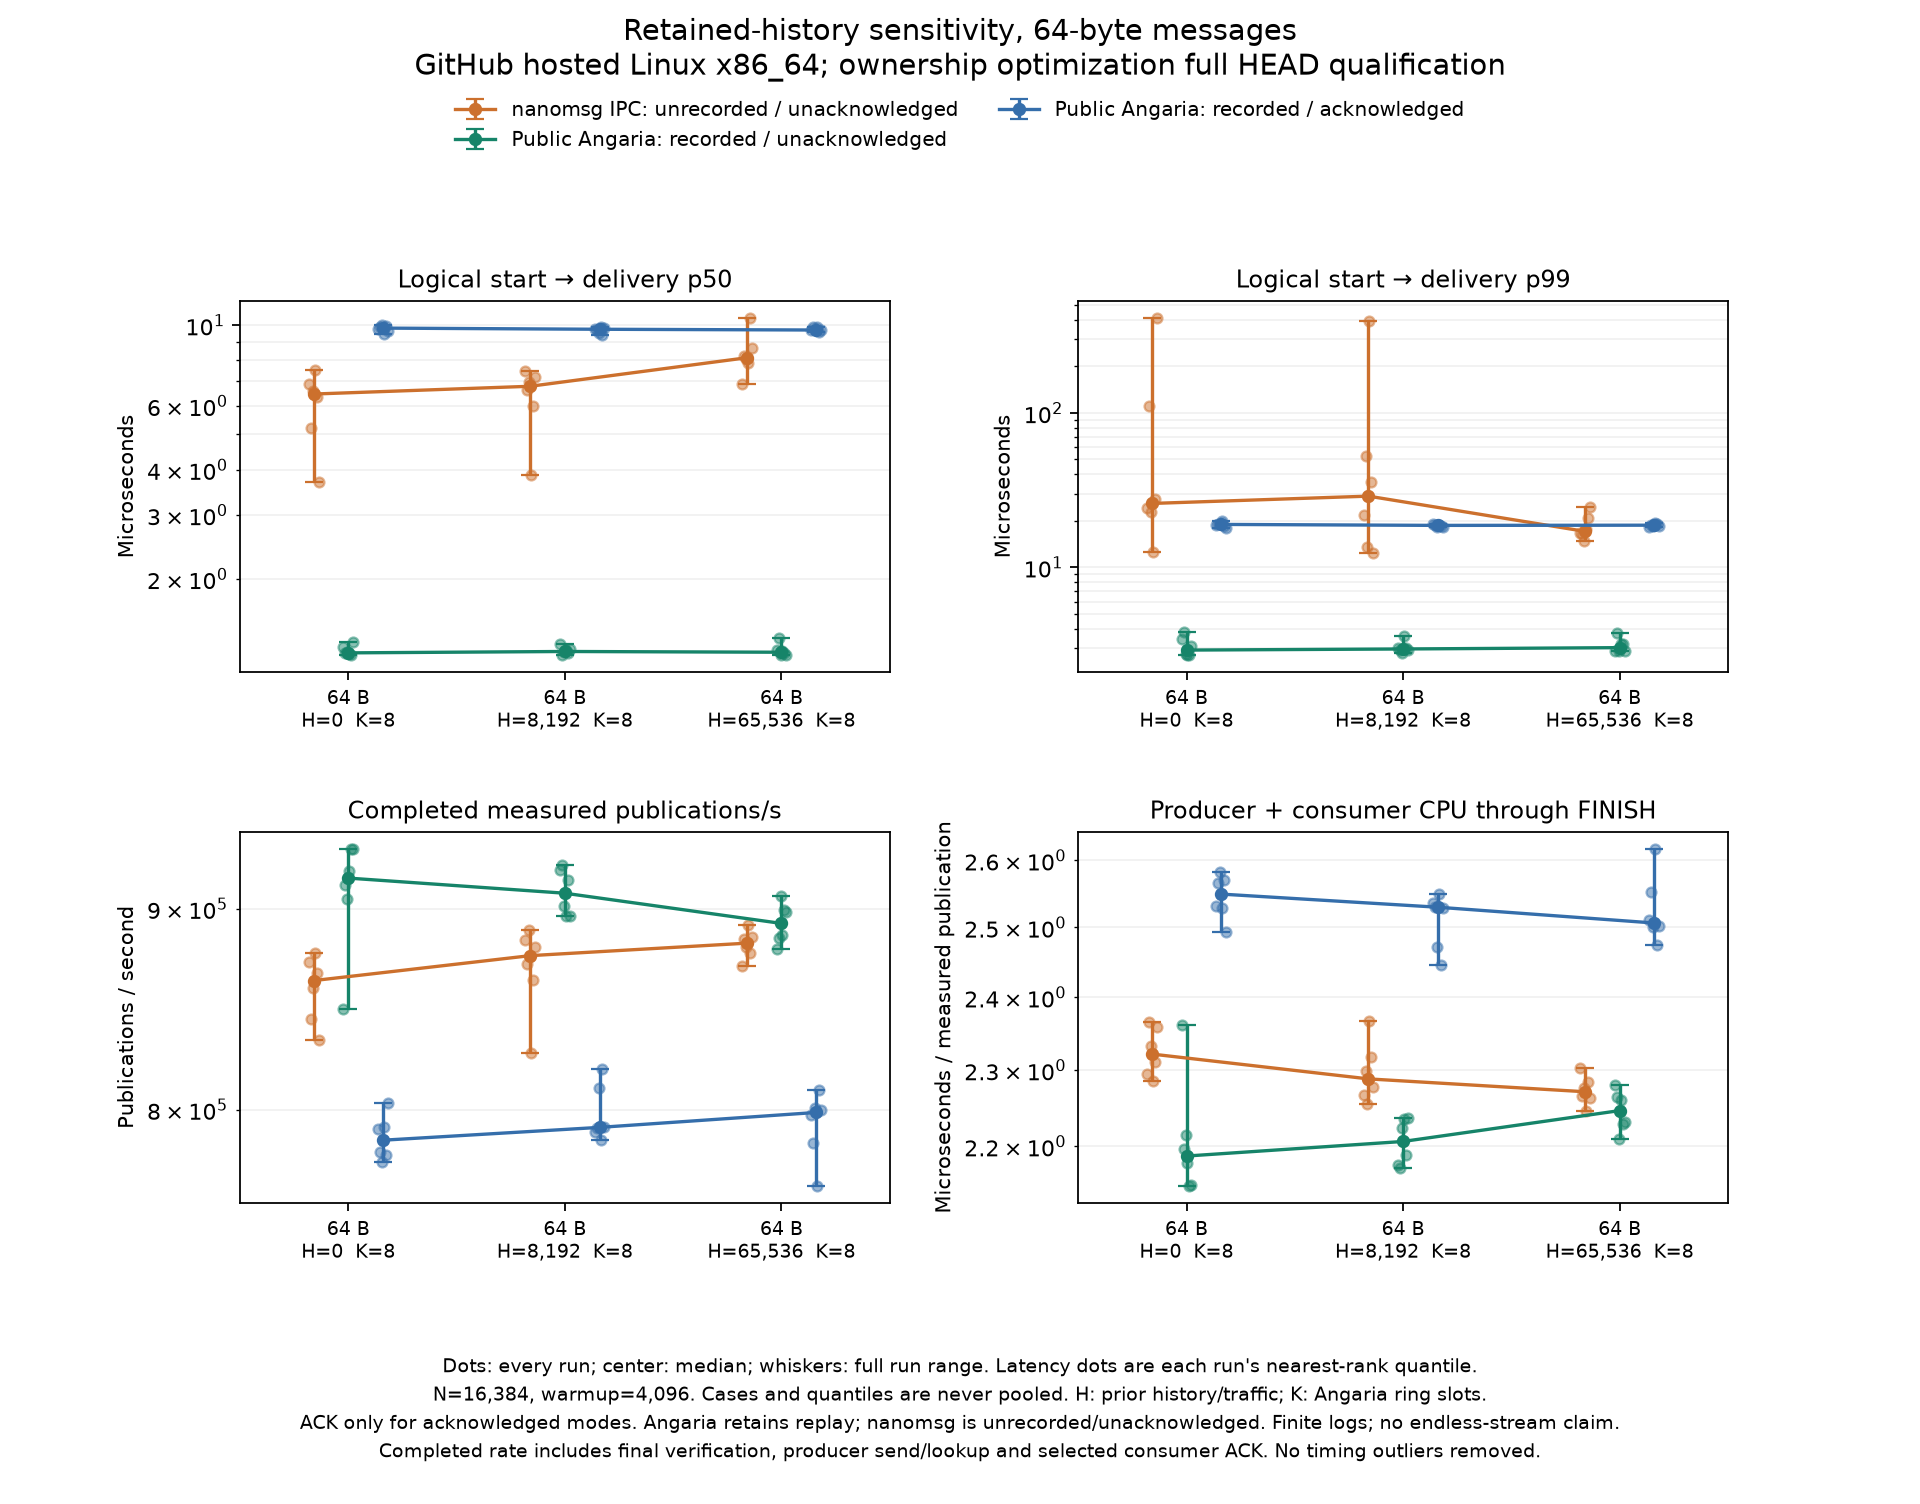 Retained-history sensitivity, 64-byte messages
GitHub hosted Linux x86_64; ownership optimization full HEAD qualification
nanomsg IPC: unrecorded / unacknowledged
Public Angaria: recorded / acknowledged
Public Angaria: recorded / unacknowledged
Logical start → delivery p50
Microseconds
10¹
6 × 10⁰
4 × 10⁰
3 × 10⁰
2 × 10⁰
64 B
H=0 K=8
64 B
H=8,192 K=8
64 B
H=65,536 K=8
Logical start → delivery p99
Microseconds
10²
10¹
64 B
H=0 K=8
64 B
H=8,192 K=8
64 B
H=65,536 K=8
Completed measured publications/s
Publications / second
9 × 10⁵
8 × 10⁵
64 B
H=0 K=8
64 B
H=8,192 K=8
64 B
H=65,536 K=8
Producer + consumer CPU through FINISH
Microseconds / measured publication
2.6 × 10⁰
2.5 × 10⁰
2.4 × 10⁰
2.3 × 10⁰
2.2 × 10⁰
64 B
H=0 K=8
64 B
H=8,192 K=8
64 B
H=65,536 K=8
Dots: every run; center: median; whiskers: full run range. Latency dots are each run's nearest-rank quantile.
N=16,384, warmup=4,096. Cases and quantiles are never pooled. H: prior history/traffic; K: Angaria ring slots.
ACK only for acknowledged modes. Angaria retains replay; nanomsg is unrecorded/unacknowledged. Finite logs; no endless-stream claim.
Completed rate includes final verification, producer send/lookup and selected consumer ACK. No timing outliers removed.